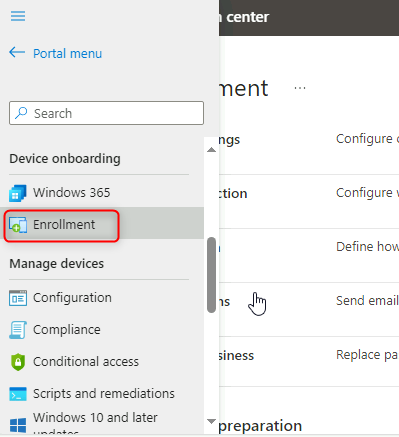 n center
Portal menu
ment ...
Search
ngs Configure c
Device onboarding
Windows 365
ction Configure v
Enrollment
Define how
Manage devices
Configuration
ns Send email
Compliance
Conditional access
usiness Replace pa
Scripts and remediations
Windows 10 and later
updates
preparation